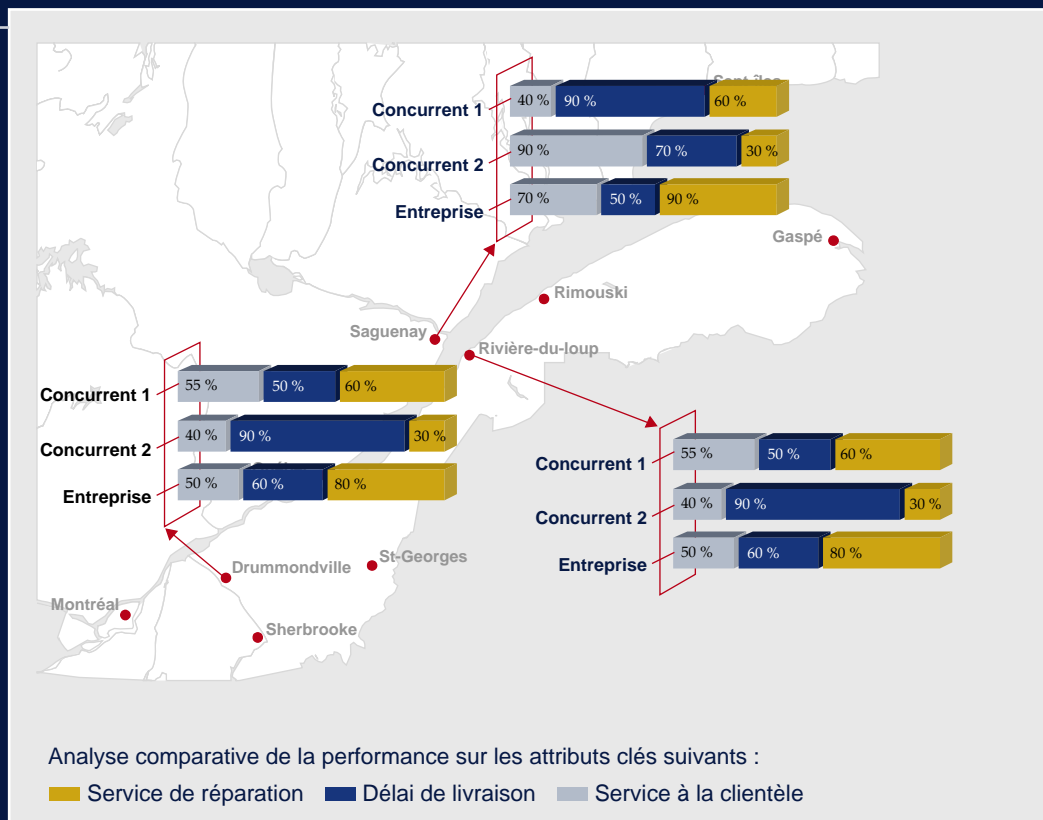 Concurrent 1
40 %
90 %
60 %
Concurrent 2
90 %
70 %
30 %
Entreprise
70 %
50 %
90 %
Gaspé
Rimouski
Saguenay
Rivière-du-loup
Concurrent 1
55 %
50 %
60 %
Concurrent 2
40 %
90 %
30 %
Entreprise
50 %
60 %
80 %
Concurrent 1
55 %
50 %
60 %
Concurrent 2
40 %
90 %
30 %
Entreprise
50 %
60 %
80 %
St-Georges
Drummondville
Montréal
Sherbrooke
Analyse comparative de la performance sur les attributs clés suivants :
Service de réparation Délai de livraison Service à la clientèle